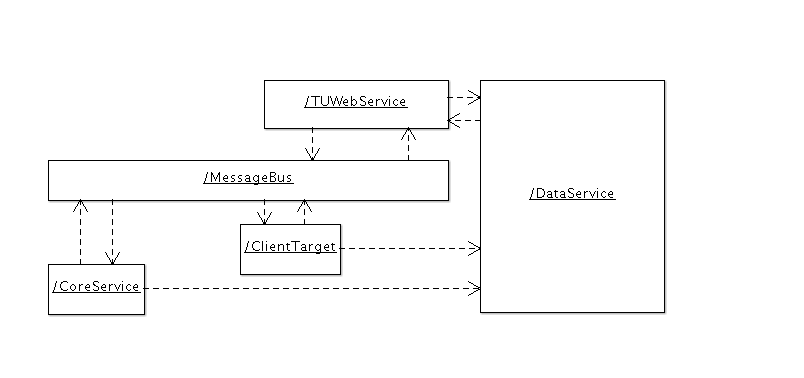 /TUWebService
/MessageBus
/DataService
/ClientTarget
/CoreService